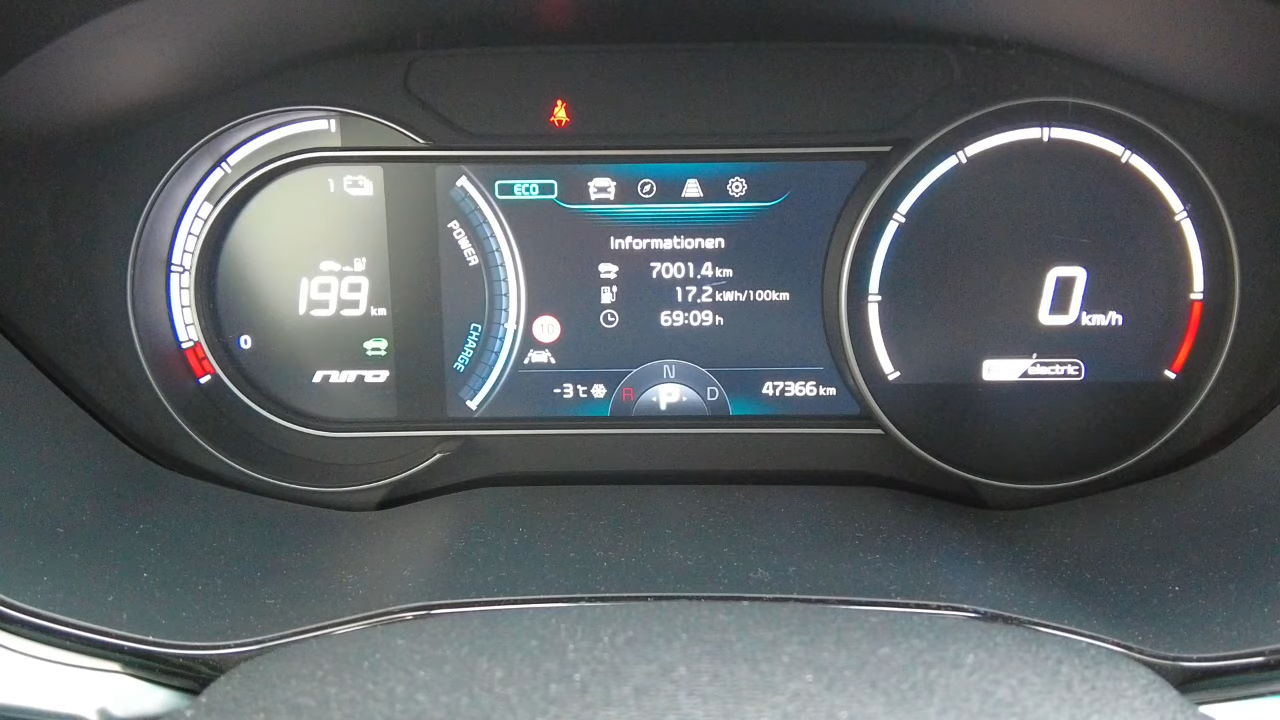 1
199 km
0
niro
POWER
CHARGE
ECO
Informationen
7001.4 km
17.2 kWh/100km
69:09 h
10
-3℃
R N D
P
47366 km
0 km/h
electric